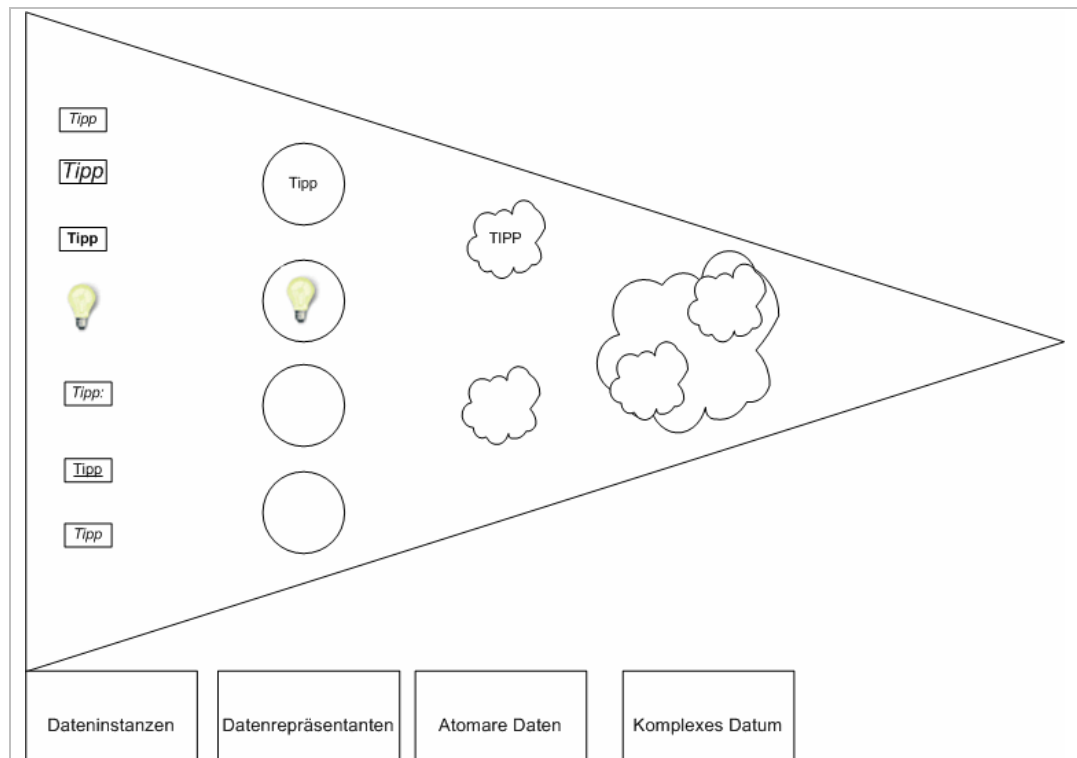 Tipp
Tipp
Tipp
Tipp
TIPP
Tipp:
Tipp
Tipp
Dateninstanzen
Datenrepräsentanten
Atomare Daten
Komplexes Datum